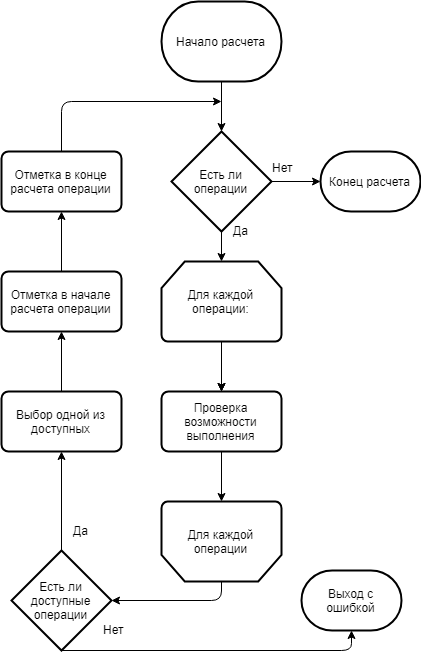 Начало расчета
Есть ли
операции
Нет
Конец расчета
Да
Для каждой
операции:
Проверка
возможности
выполнения
Для каждой
операции
Есть ли
доступные
операции
Да
Нет
Выбор одной из
доступных
Отметка в начале
расчета операции
Отметка в конце
расчета операции
Выход с
ошибкой